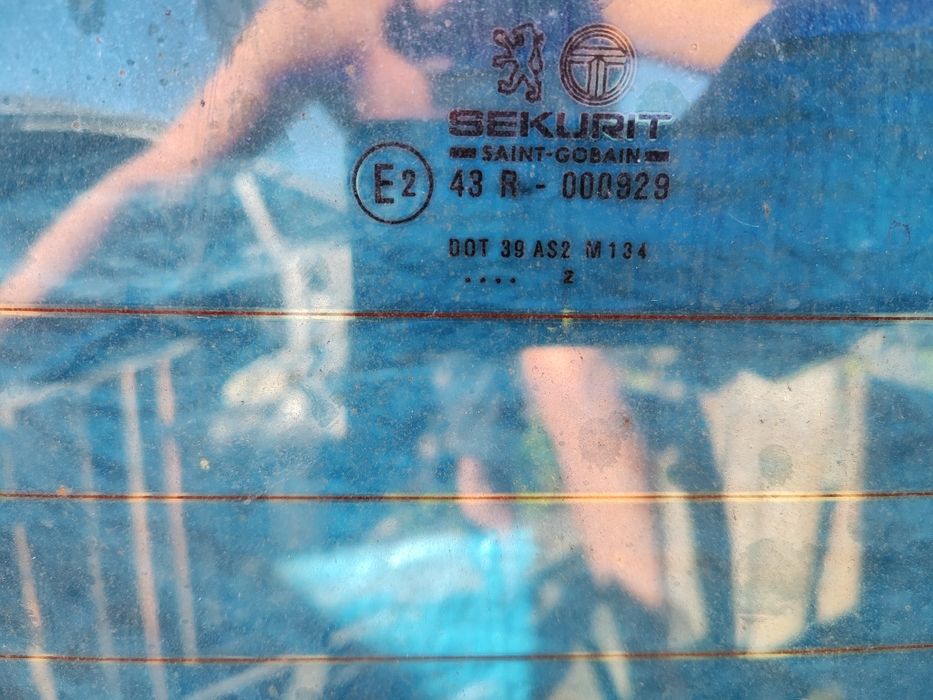 SEKURIT
SAINT-GOBAIN
E2 43 R - 000929
DOT 39 AS2 M134
.... 2